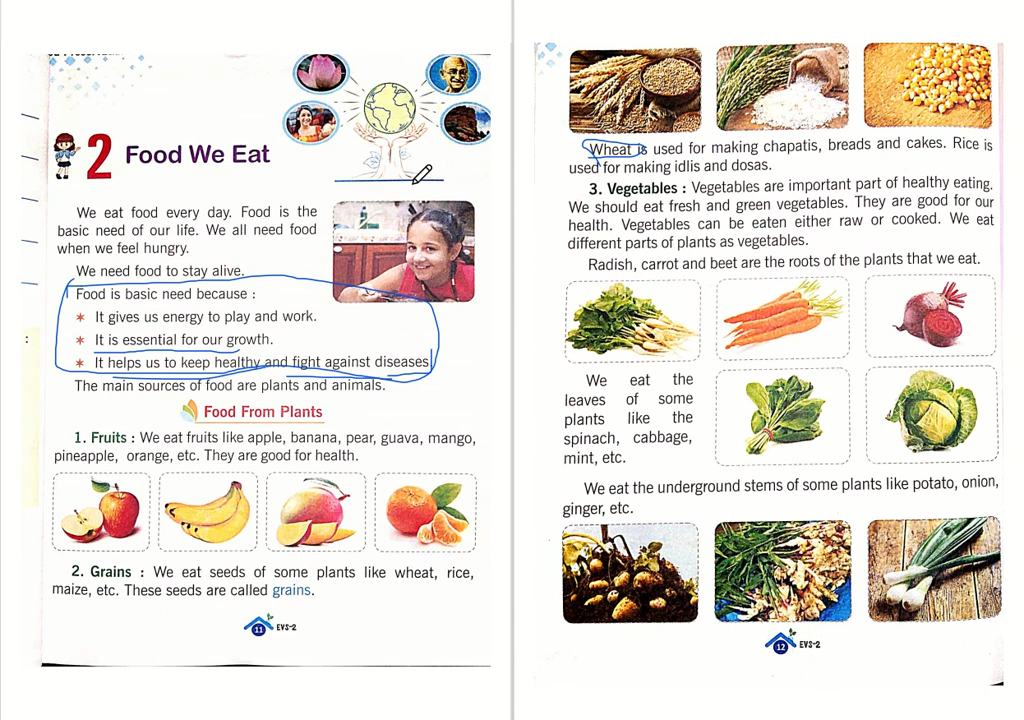 2 Food We Eat
We eat food every day. Food is the
basic need of our life. We all need food
when we feel hungry.
We need food to stay alive.
Food is basic need because :
✶ It gives us energy to play and work.
✶ It is essential for our growth.
✶ It helps us to keep healthy and fight against diseases
The main sources of food are plants and animals.
Food From Plants
1. Fruits : We eat fruits like apple, banana, pear, guava, mango,
pineapple, orange, etc. They are good for health.
2. Grains : We eat seeds of some plants like wheat, rice,
maize, etc. These seeds are called grains.
11 EVS-2
Wheat is used for making chapatis, breads and cakes. Rice is
used for making idlis and dosas.
3. Vegetables : Vegetables are important part of healthy eating.
We should eat fresh and green vegetables. They are good for our
health. Vegetables can be eaten either raw or cooked. We eat
different parts of plants as vegetables.
Radish, carrot and beet are the roots of the plants that we eat.
We eat the
leaves of some
plants like the
spinach, cabbage,
mint, etc.
We eat the underground stems of some plants like potato, onion,
ginger, etc.
12 EVS-2